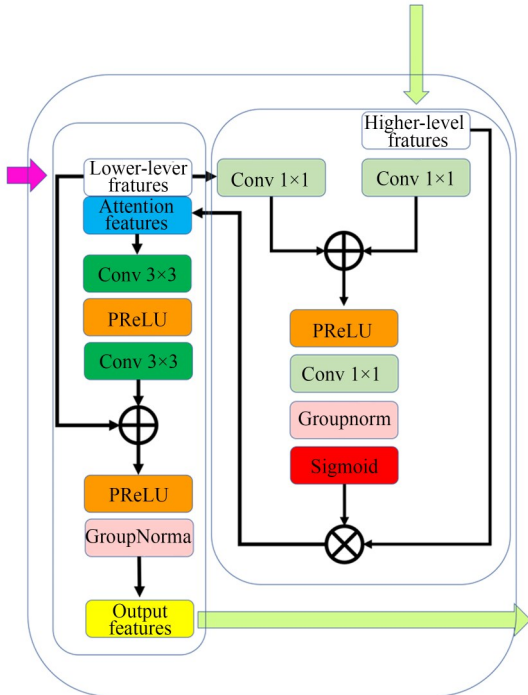 Higher-level
fratures
Lower-lever
fratures
Conv 1×1
Conv 1×1
Attention
features
Conv 3×3
PReLU
Conv 3×3
PReLU
GroupNorma
Output
features
PReLU
Conv 1×1
Groupnorm
Sigmoid